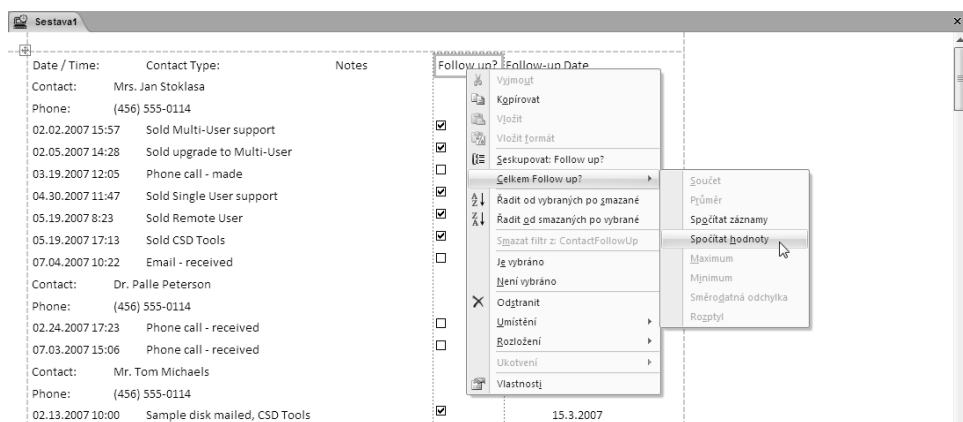 Sestava1
Date / Time: Contact Type: Notes Follow up? Follow-up Date
Contact: Mrs. Jan Stoklasa
Phone: (456) 555-0114
02.02.2007 15:57 Sold Multi-User support
02.05.2007 14:28 Sold upgrade to Multi-User
03.19.2007 12:05 Phone call - made
04.30.2007 11:47 Sold Single User support
05.19.2007 8:23 Sold Remote User
05.19.2007 17:13 Sold CSD Tools
07.04.2007 10:22 Email - received
Contact: Dr. Palle Peterson
Phone: (456) 555-0114
02.24.2007 17:23 Phone call - received
07.03.2007 15:06 Phone call - received
Contact: Mr. Tom Michaels
Phone: (456) 555-0114
02.13.2007 10:00 Sample disk mailed, CSD Tools 15.3.2007
Vyjmout
Kopírovat
Vložit
Vložit formát
Seskupovat: Follow up?
Celkem Follow up?
Řadit od vybraných po smazané
Řadit od smazaných po vybrané
Smazat filtr z: ContactFollowUp
Je vybráno
Není vybráno
Odstranit
Umístění
Rozložení
Ukotvení
Vlastnosti
Součet
Průměr
Spočítat záznamy
Spočítat hodnoty
Maximum
Minimum
Směrodatná odchylka
Rozptyl